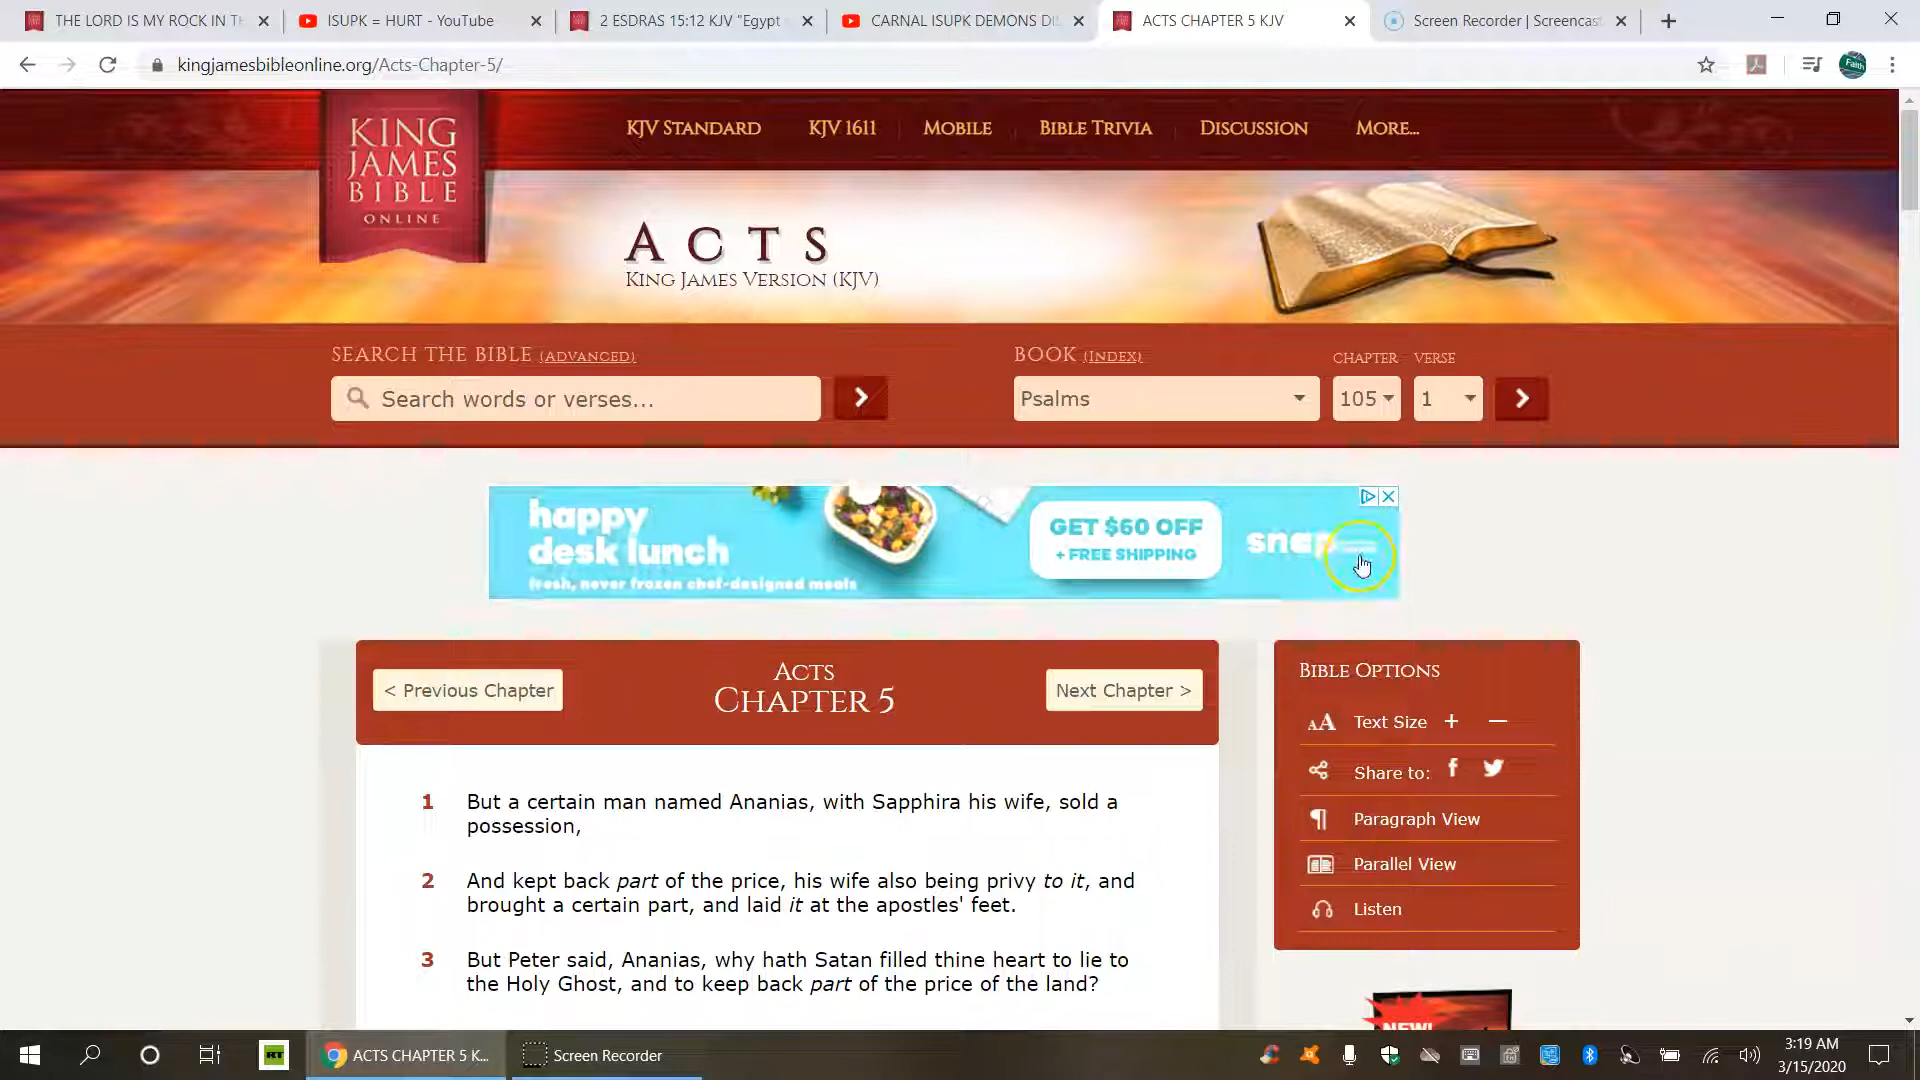 THE LORD IS MY ROCK IN TH
ISUPK = HURT - YouTube
2 ESDRAS 15:12 KJV "Egypt
CARNAL ISUPK DEMONS DI
ACTS CHAPTER 5 KJV
Screen Recorder | Screencas
kingjamesbibleonline.org/Acts-Chapter-5/
Faith
KING
JAMES
BIBLE
ONLINE
KJV STANDARD
KJV 1611
MOBILE
BIBLE TRIVIA
DISCUSSION
MORE...
ACTS
KING JAMES VERSION (KJV)
SEARCH THE BIBLE (ADVANCED)
BOOK (INDEX)
CHAPTER
VERSE
Search words or verses...
Psalms
105
1
happy
desk lunch
fresh, never frozen chef-designed meals
GET $60 OFF
+ FREE SHIPPING
snap
< Previous Chapter
ACTS
CHAPTER 5
Next Chapter >
BIBLE OPTIONS
AA Text Size + —
Share to:
Paragraph View
Parallel View
Listen
1 But a certain man named Ananias, with Sapphira his wife, sold a
possession,
2 And kept back part of the price, his wife also being privy to it, and
brought a certain part, and laid it at the apostles' feet.
3 But Peter said, Ananias, why hath Satan filled thine heart to lie to
the Holy Ghost, and to keep back part of the price of the land?
NEW!
RT
ACTS CHAPTER 5 K...
Screen Recorder
3:19 AM
3/15/2020